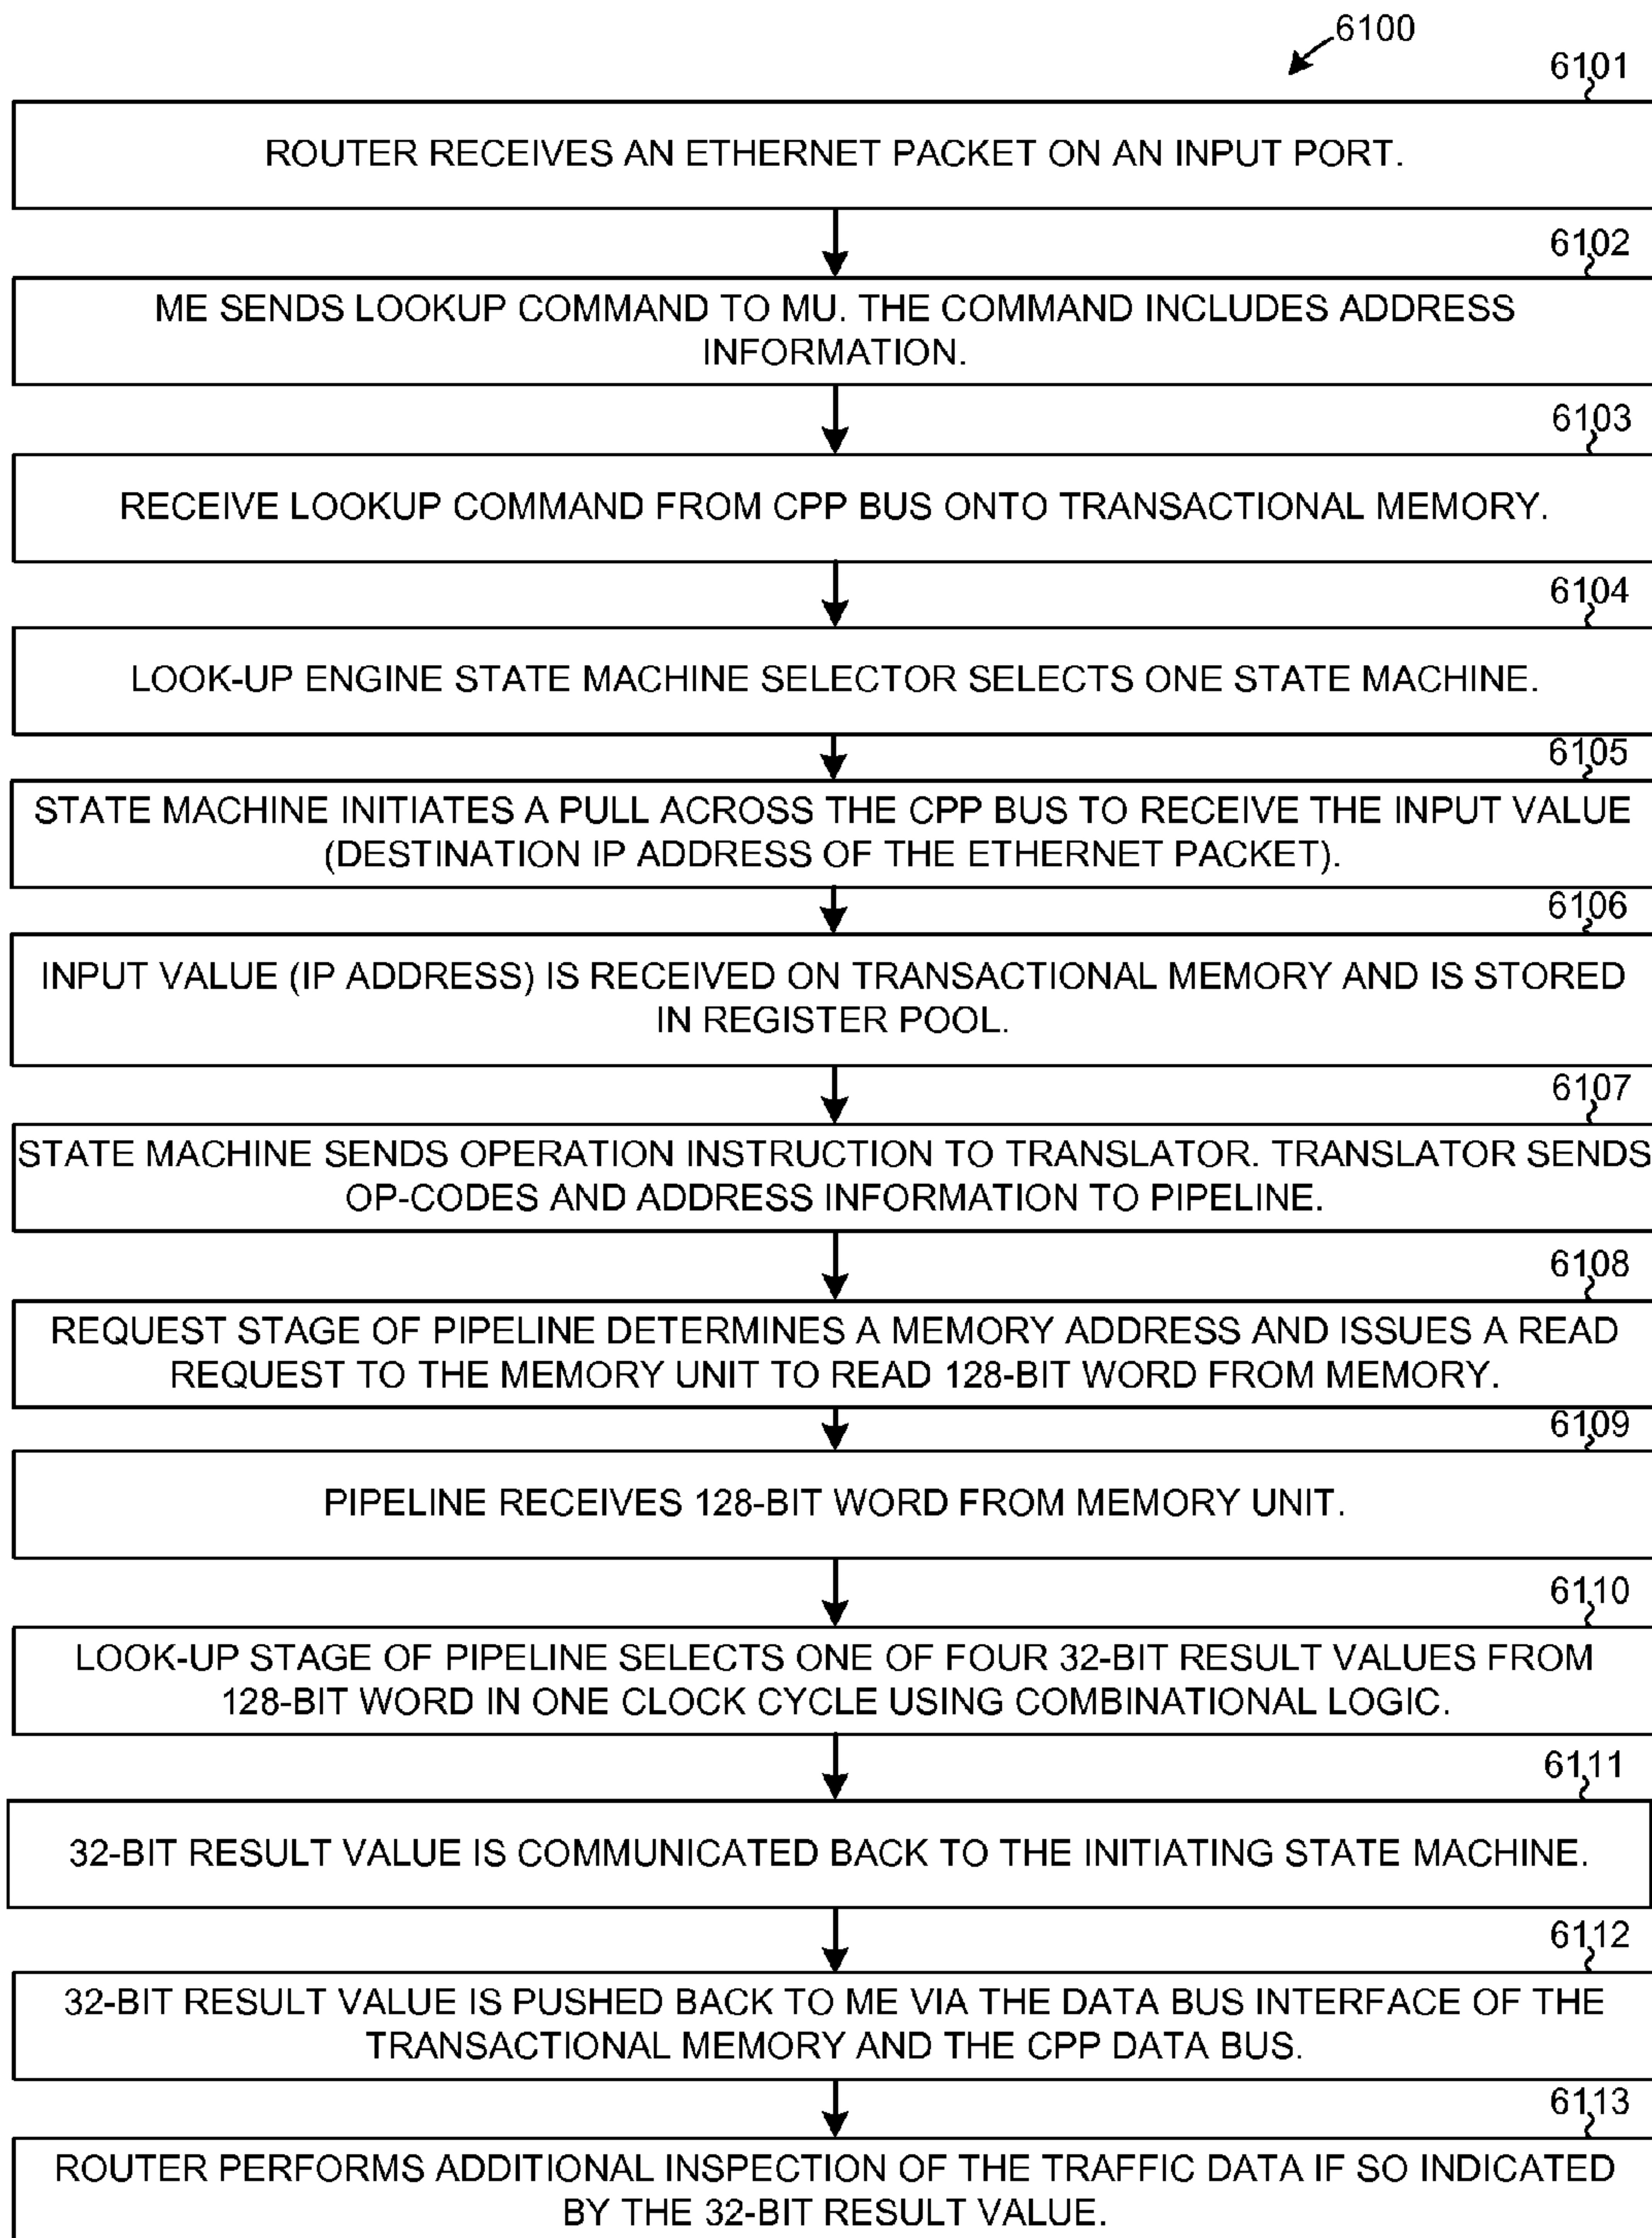 6100
6101
ROUTER RECEIVES AN ETHERNET PACKET ON AN INPUT PORT.
6102
ME SENDS LOOKUP COMMAND TO MU. THE COMMAND INCLUDES ADDRESS
INFORMATION.
6103
RECEIVE LOOKUP COMMAND FROM CPP BUS ONTO TRANSACTIONAL MEMORY.
6104
LOOK-UP ENGINE STATE MACHINE SELECTOR SELECTS ONE STATE MACHINE.
6105
STATE MACHINE INITIATES A PULL ACROSS THE CPP BUS TO RECEIVE THE INPUT VALUE
(DESTINATION IP ADDRESS OF THE ETHERNET PACKET).
6106
INPUT VALUE (IP ADDRESS) IS RECEIVED ON TRANSACTIONAL MEMORY AND IS STORED
IN REGISTER POOL.
6107
STATE MACHINE SENDS OPERATION INSTRUCTION TO TRANSLATOR. TRANSLATOR SENDS
OP-CODES AND ADDRESS INFORMATION TO PIPELINE.
6108
REQUEST STAGE OF PIPELINE DETERMINES A MEMORY ADDRESS AND ISSUES A READ
REQUEST TO THE MEMORY UNIT TO READ 128-BIT WORD FROM MEMORY.
6109
PIPELINE RECEIVES 128-BIT WORD FROM MEMORY UNIT.
6110
LOOK-UP STAGE OF PIPELINE SELECTS ONE OF FOUR 32-BIT RESULT VALUES FROM
128-BIT WORD IN ONE CLOCK CYCLE USING COMBINATIONAL LOGIC.
6111
32-BIT RESULT VALUE IS COMMUNICATED BACK TO THE INITIATING STATE MACHINE.
6112
32-BIT RESULT VALUE IS PUSHED BACK TO ME VIA THE DATA BUS INTERFACE OF THE
TRANSACTIONAL MEMORY AND THE CPP DATA BUS.
6113
ROUTER PERFORMS ADDITIONAL INSPECTION OF THE TRAFFIC DATA IF SO INDICATED
BY THE 32-BIT RESULT VALUE.